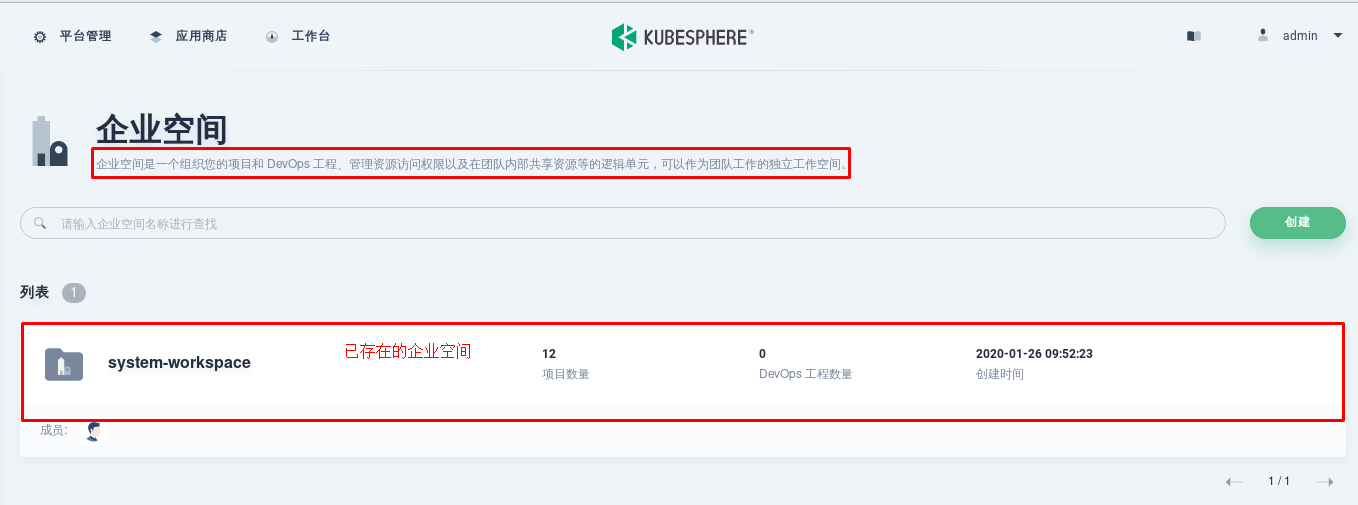 平台管理 应用商店 工作台 KUBESPHERE® admin
企业空间
企业空间是一个组织您的项目和 DevOps 工程、管理资源访问权限以及在团队内部共享资源等的逻辑单元，可以作为团队工作的独立工作空间。
请输入企业空间名称进行查找 创建
列表 1
system-workspace 已存在的企业空间 12 0 2020-01-26 09:52:23
项目数量 DevOps 工程数量 创建时间
成员:
1 / 1